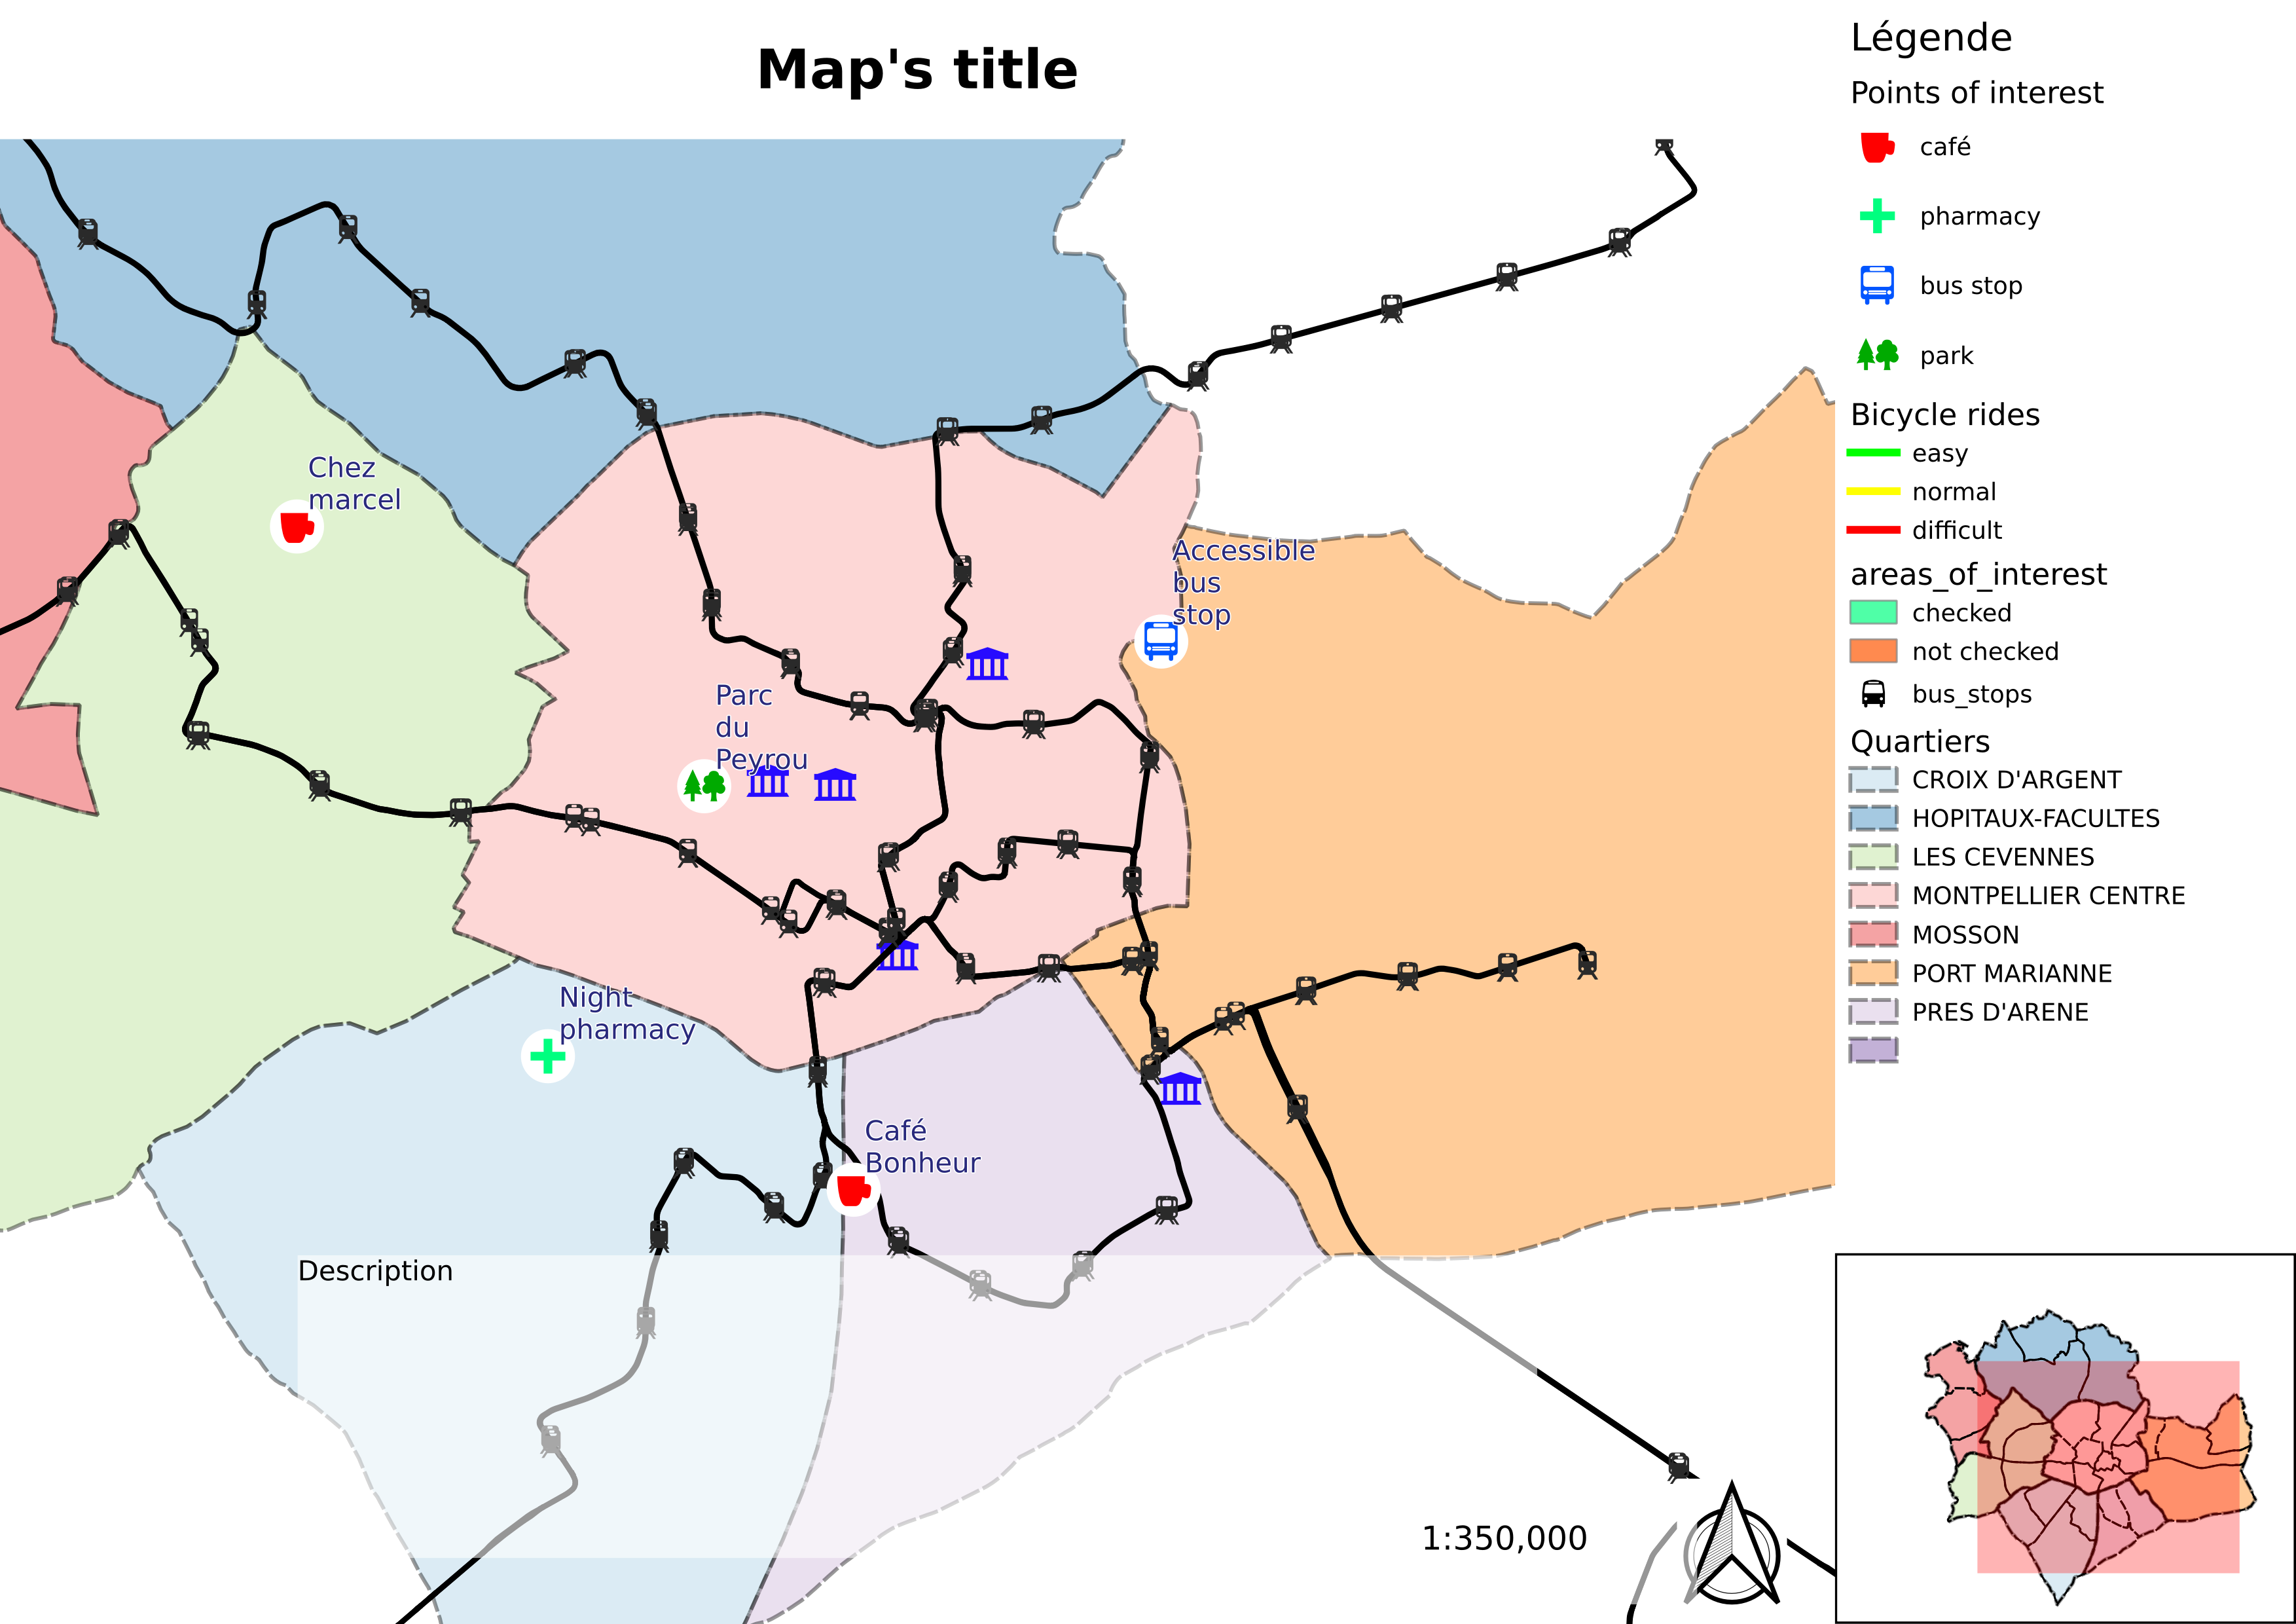 Map's title
Chez
marcel
Accessible
bus
stop
Parc
du
Peyrou
Night
pharmacy
Café
Bonheur
Description
1:350,000
Légende
Points of interest
café
pharmacy
bus stop
park
Bicycle rides
easy
normal
difficult
areas_of_interest
checked
not checked
bus_stops
Quartiers
CROIX D'ARGENT
HOPITAUX-FACULTES
LES CEVENNES
MONTPELLIER CENTRE
MOSSON
PORT MARIANNE
PRES D'ARENE